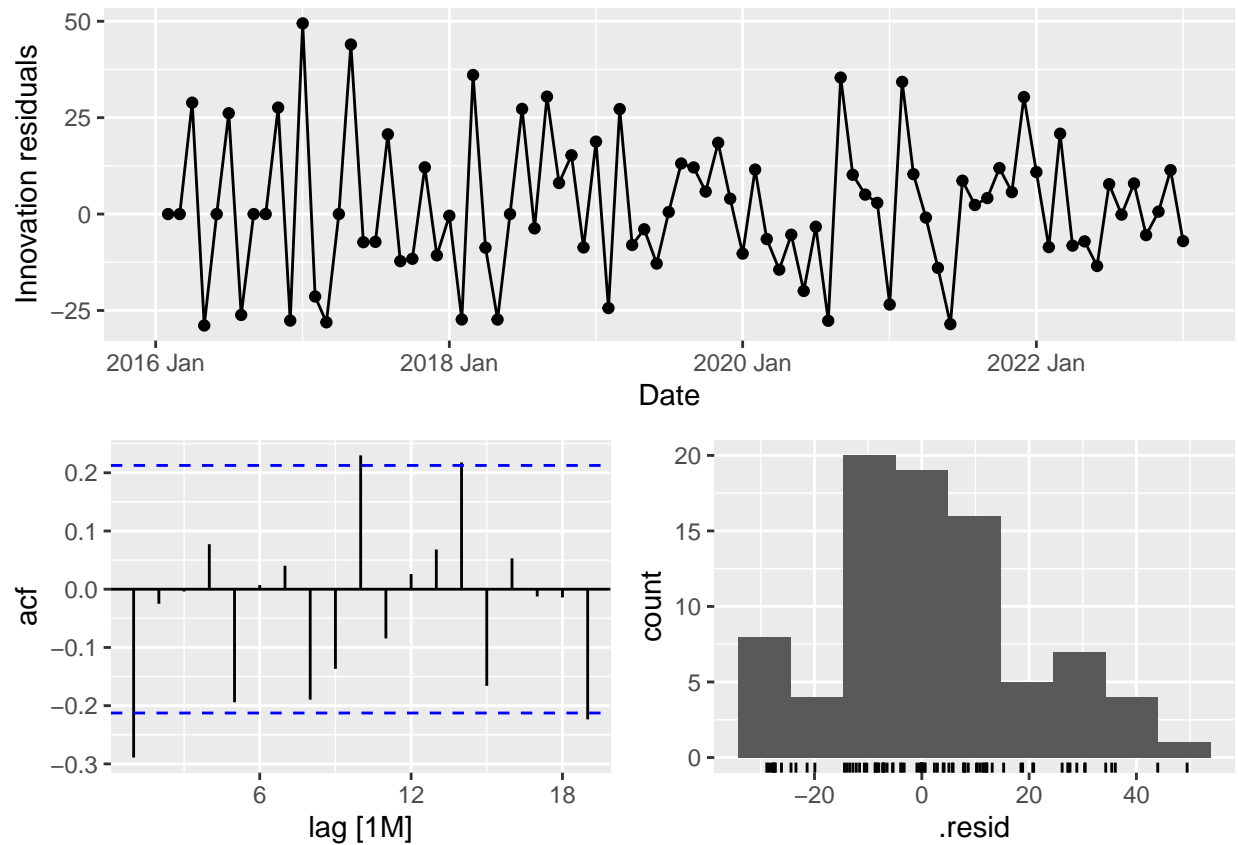 Innovation residuals
50
25
0
−25
2016 Jan
2018 Jan
2020 Jan
2022 Jan
Date
acf
0.2
0.1
0.0
−0.1
−0.2
−0.3
6
12
18
lag [1M]
count
20
15
10
5
0
−20
0
20
40
.resid